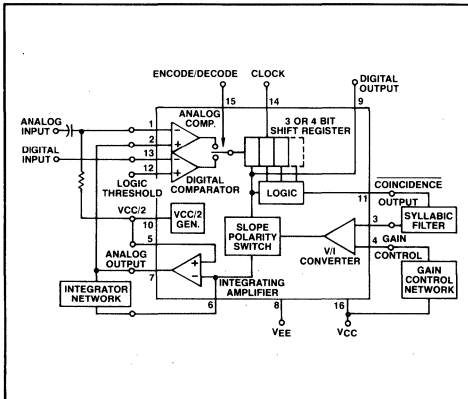 ENCODE/DECODE
CLOCK
DIGITAL
OUTPUT
15
14
9
ANALOG
COMP.
3 OR 4 BIT
SHIFT REGISTER
ANALOG
INPUT
1
2
DIGITAL
INPUT
13
12
LOGIC
THRESHOLD
DIGITAL
COMPARATOR
LOGIC
COINCIDENCE
OUTPUT
11
SYLLABIC
FILTER
VCC/2
10
VCC/2
GEN.
5
SLOPE
POLARITY
SWITCH
3
4
GAIN
CONTROL
V/I
CONVERTER
ANALOG
OUTPUT
7
INTEGRATING
AMPLIFIER
GAIN
CONTROL
NETWORK
INTEGRATOR
NETWORK
6
8
16
VEE
VCC